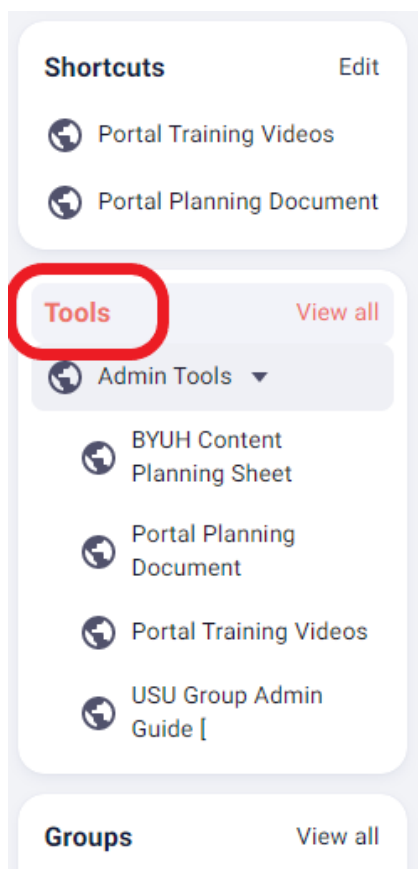 Shortcuts Edit
Portal Training Videos
Portal Planning Document
Tools View all
Admin Tools
BYUH Content
Planning Sheet
Portal Planning
Document
Portal Training Videos
USU Group Admin
Guide [
Groups View all